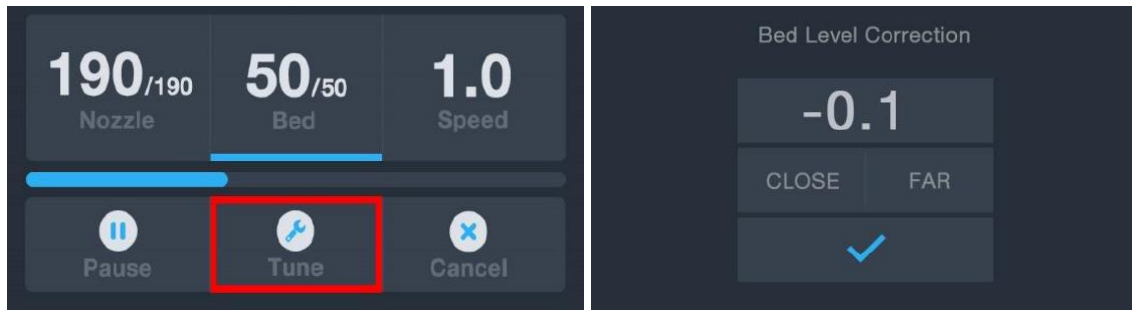 190/190 50/50 1.0
Nozzle Bed Speed
Pause Tune Cancel
Bed Level Correction
-0.1
CLOSE FAR